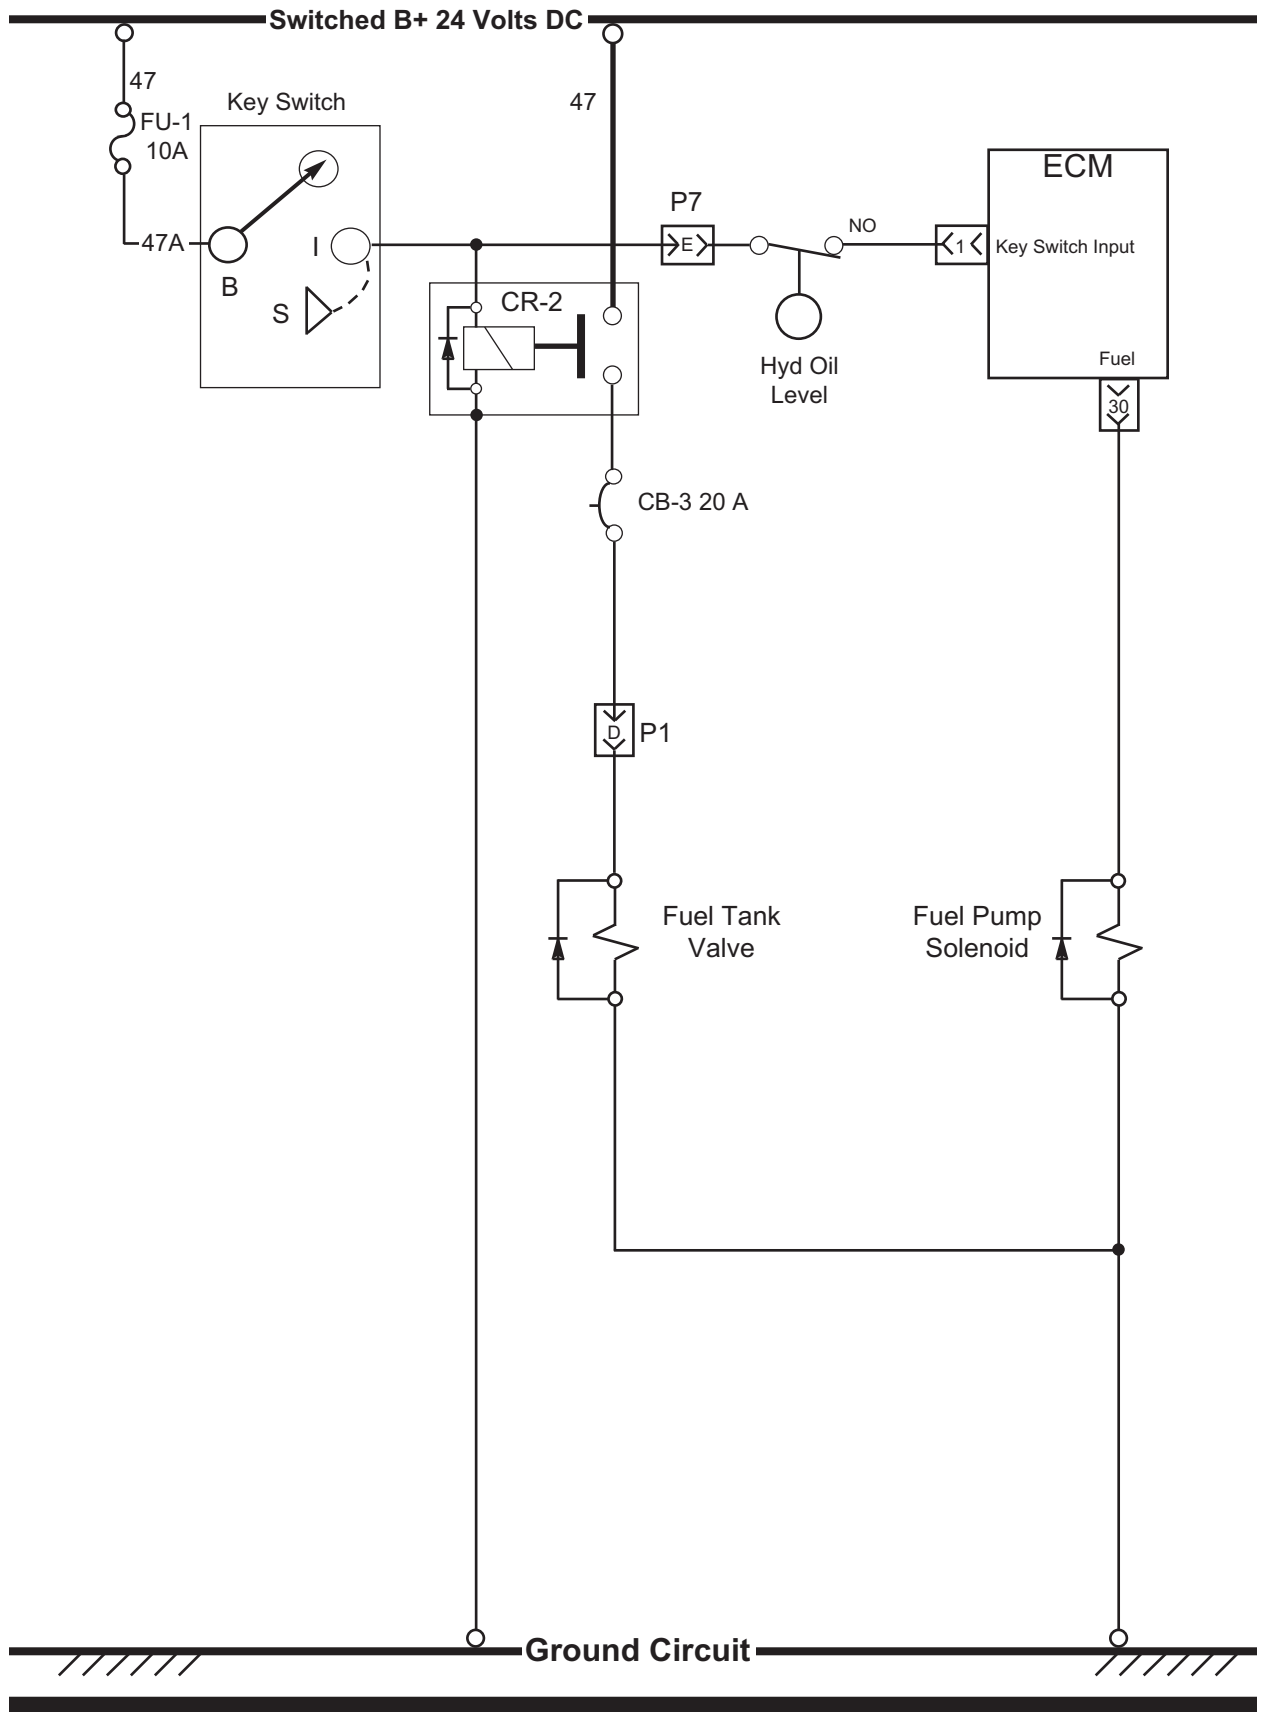 Switched B+ 24 Volts DC
47
FU-1
10A
47A
Key Switch
B
I
S
47
CR-2
P7
E
NO
Hyd Oil
Level
ECM
1
Key Switch Input
Fuel
30
CB-3 20 A
D
P1
Fuel Tank
Valve
Fuel Pump
Solenoid
Ground Circuit